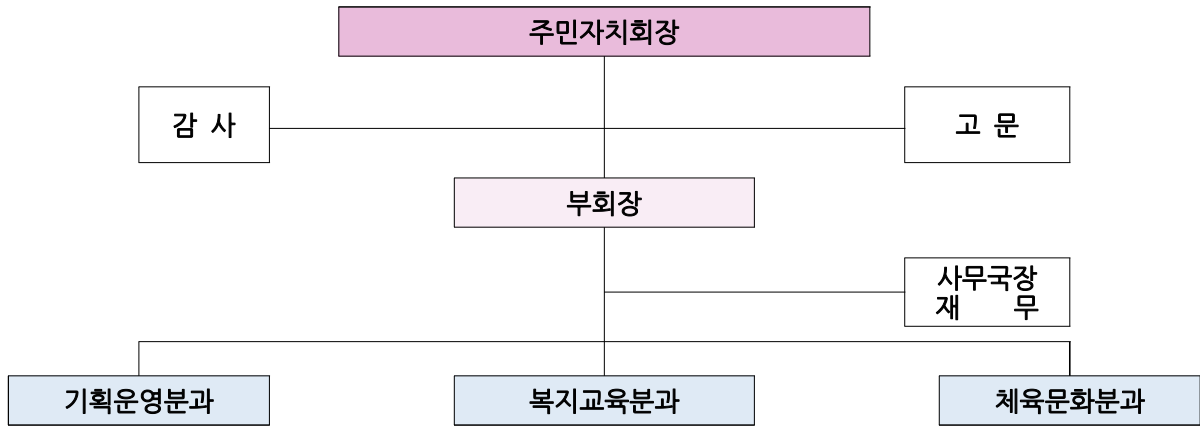 주민자치회장
감 사
고 문
부회장
사무국장
재 무
기획운영분과
복지교육분과
체육문화분과